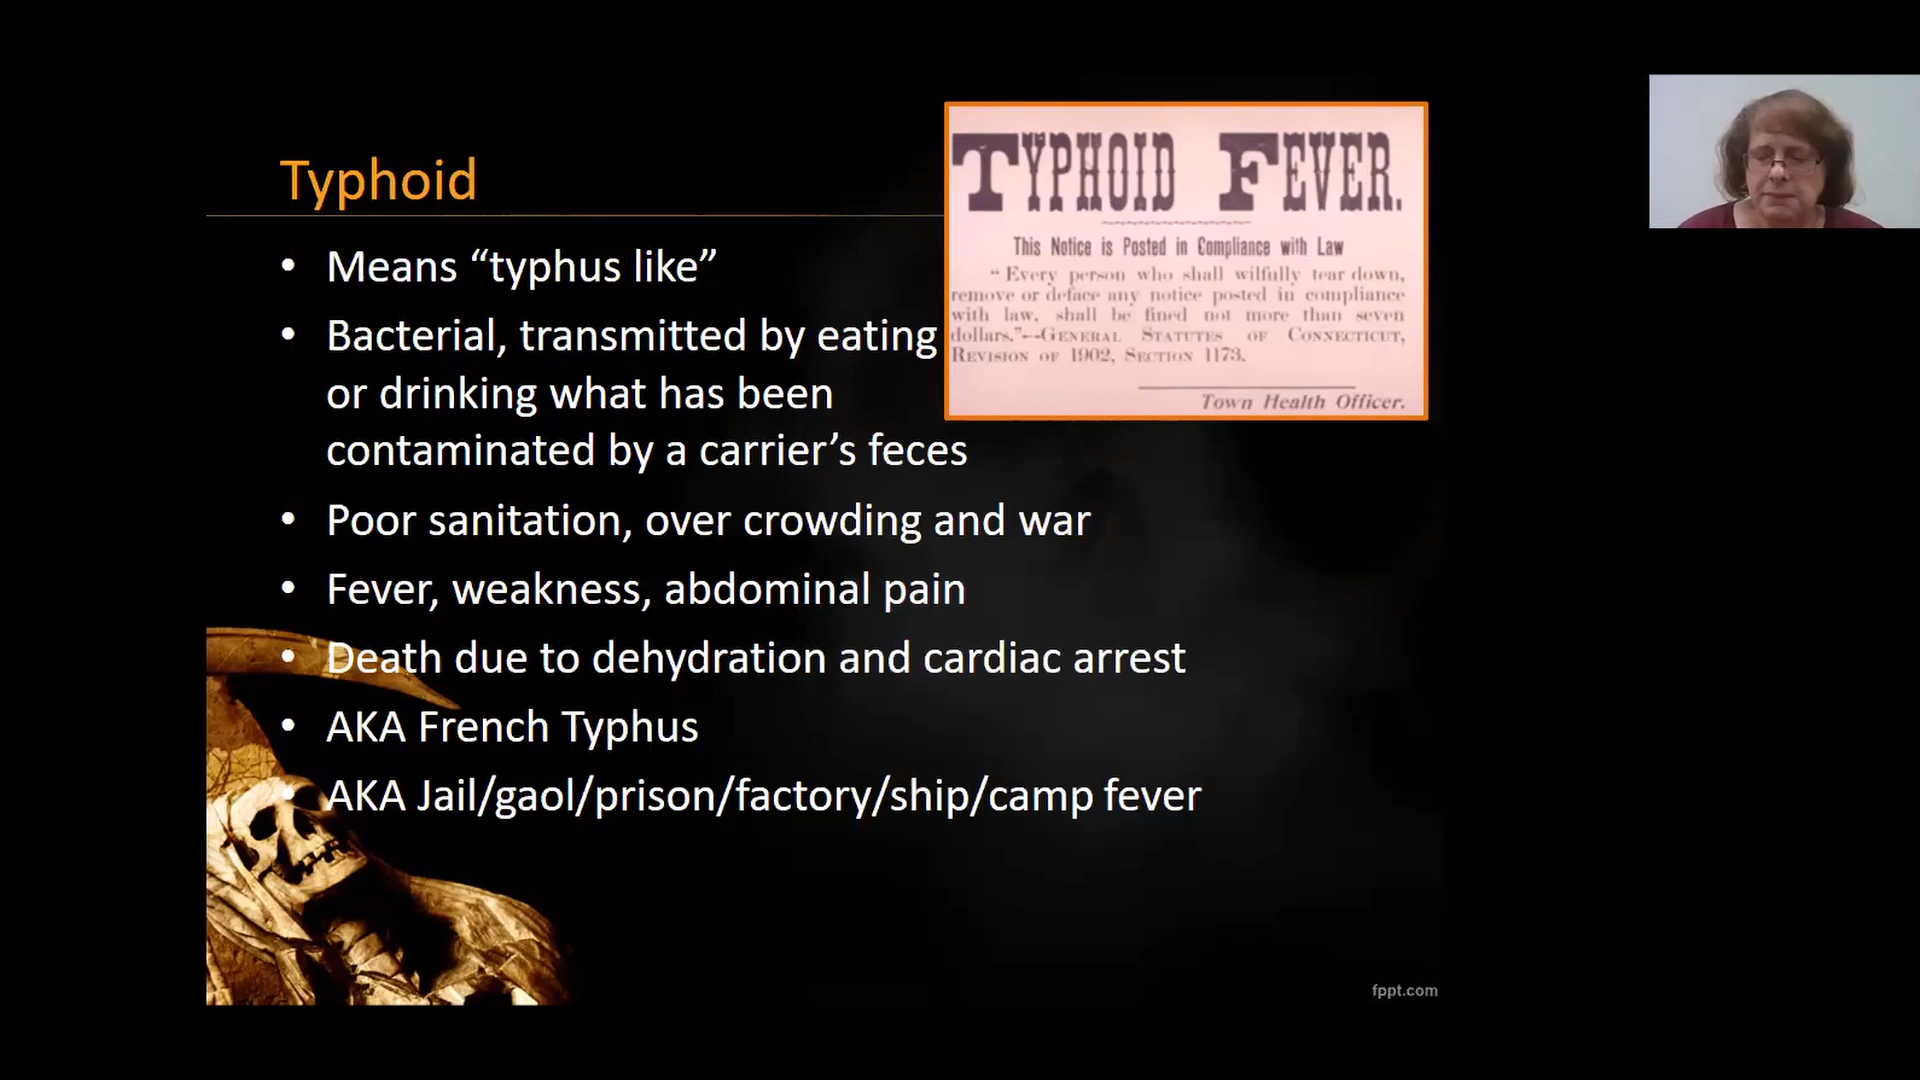 Typhoid
• Means “typhus like”
• Bacterial, transmitted by eating
or drinking what has been
contaminated by a carrier’s feces
• Poor sanitation, over crowding and war
• Fever, weakness, abdominal pain
• Death due to dehydration and cardiac arrest
• AKA French Typhus
• AKA Jail/gaol/prison/factory/ship/camp fever
TYPHOID FEVER.
This Notice is Posted in Compliance with Law
“Every person who shall wilfully tear down,
remove or deface any notice posted in compliance
with law, shall be fined not more than seven
dollars.”--GENERAL STATUTES OF CONNECTICUT,
REVISION OF 1902, SECTION 1173.
Town Health Officer.
fppt.com